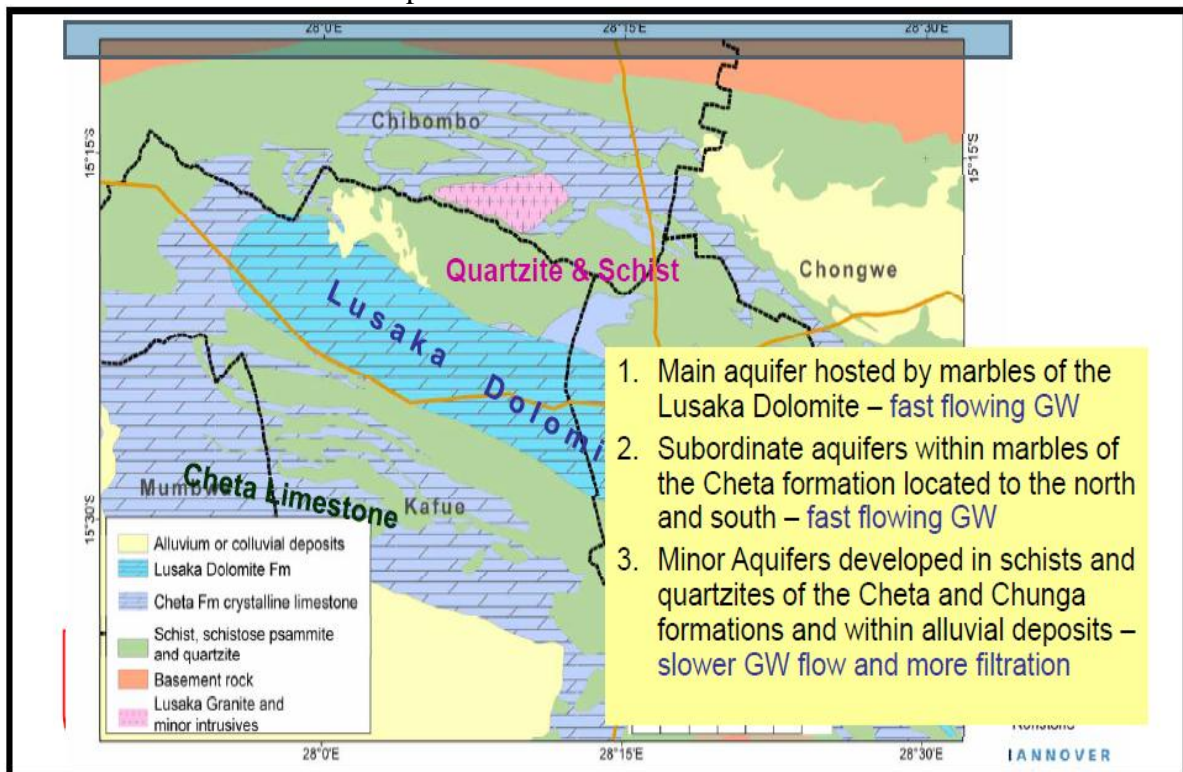 28°0'E
28°15'E
28°30'E
15°15'S
15°15'S
Chibombo
Quartzite & Schist
Chongwe
Lusaka Dolomi
Cheta Limestone
Kafue
15°30'S
Alluvium or colluvial deposits
Lusaka Dolomite Fm
Cheta Fm crystalline limestone
Schist, schistose psammite
and quartzite
Basement rock
Lusaka Granite and
minor intrusives
1. Main aquifer hosted by marbles of the
Lusaka Dolomite – fast flowing GW
2. Subordinate aquifers within marbles of
the Cheta formation located to the north
and south – fast flowing GW
3. Minor Aquifers developed in schists and
quartzites of the Cheta and Chunga
formations and within alluvial deposits –
slower GW flow and more filtration
28°0'E
28°15'E
28°30'E
IANNOVER